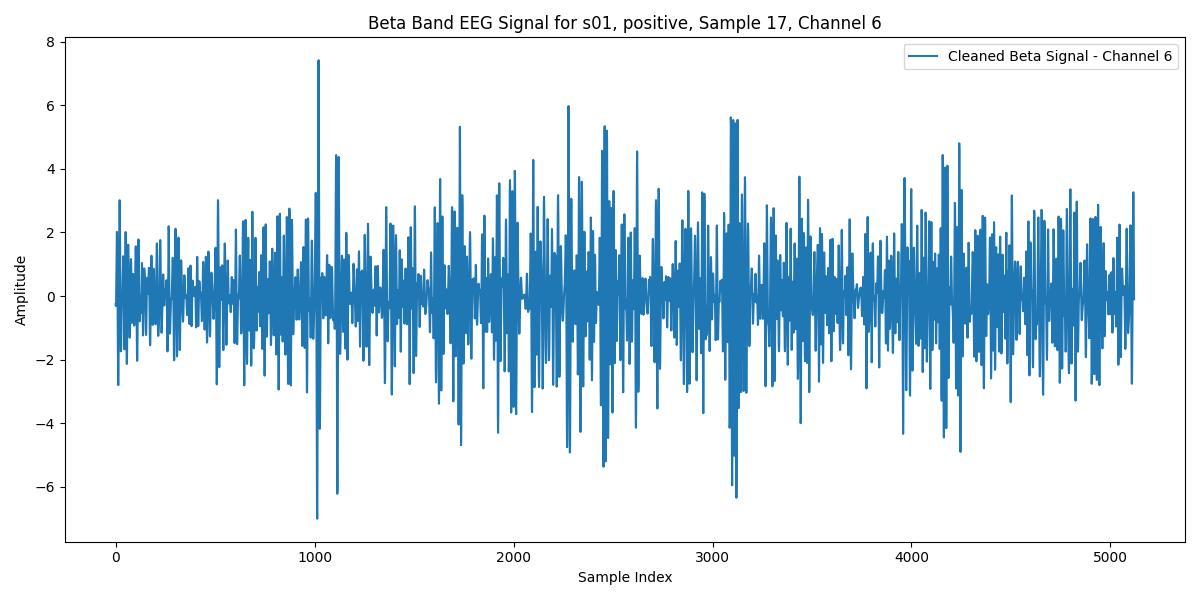 Beta Band EEG Signal for s01, positive, Sample 17, Channel 6
Cleaned Beta Signal - Channel 6
Amplitude
8
6
4
2
0
−2
−4
−6
0 1000 2000 3000 4000 5000
Sample Index